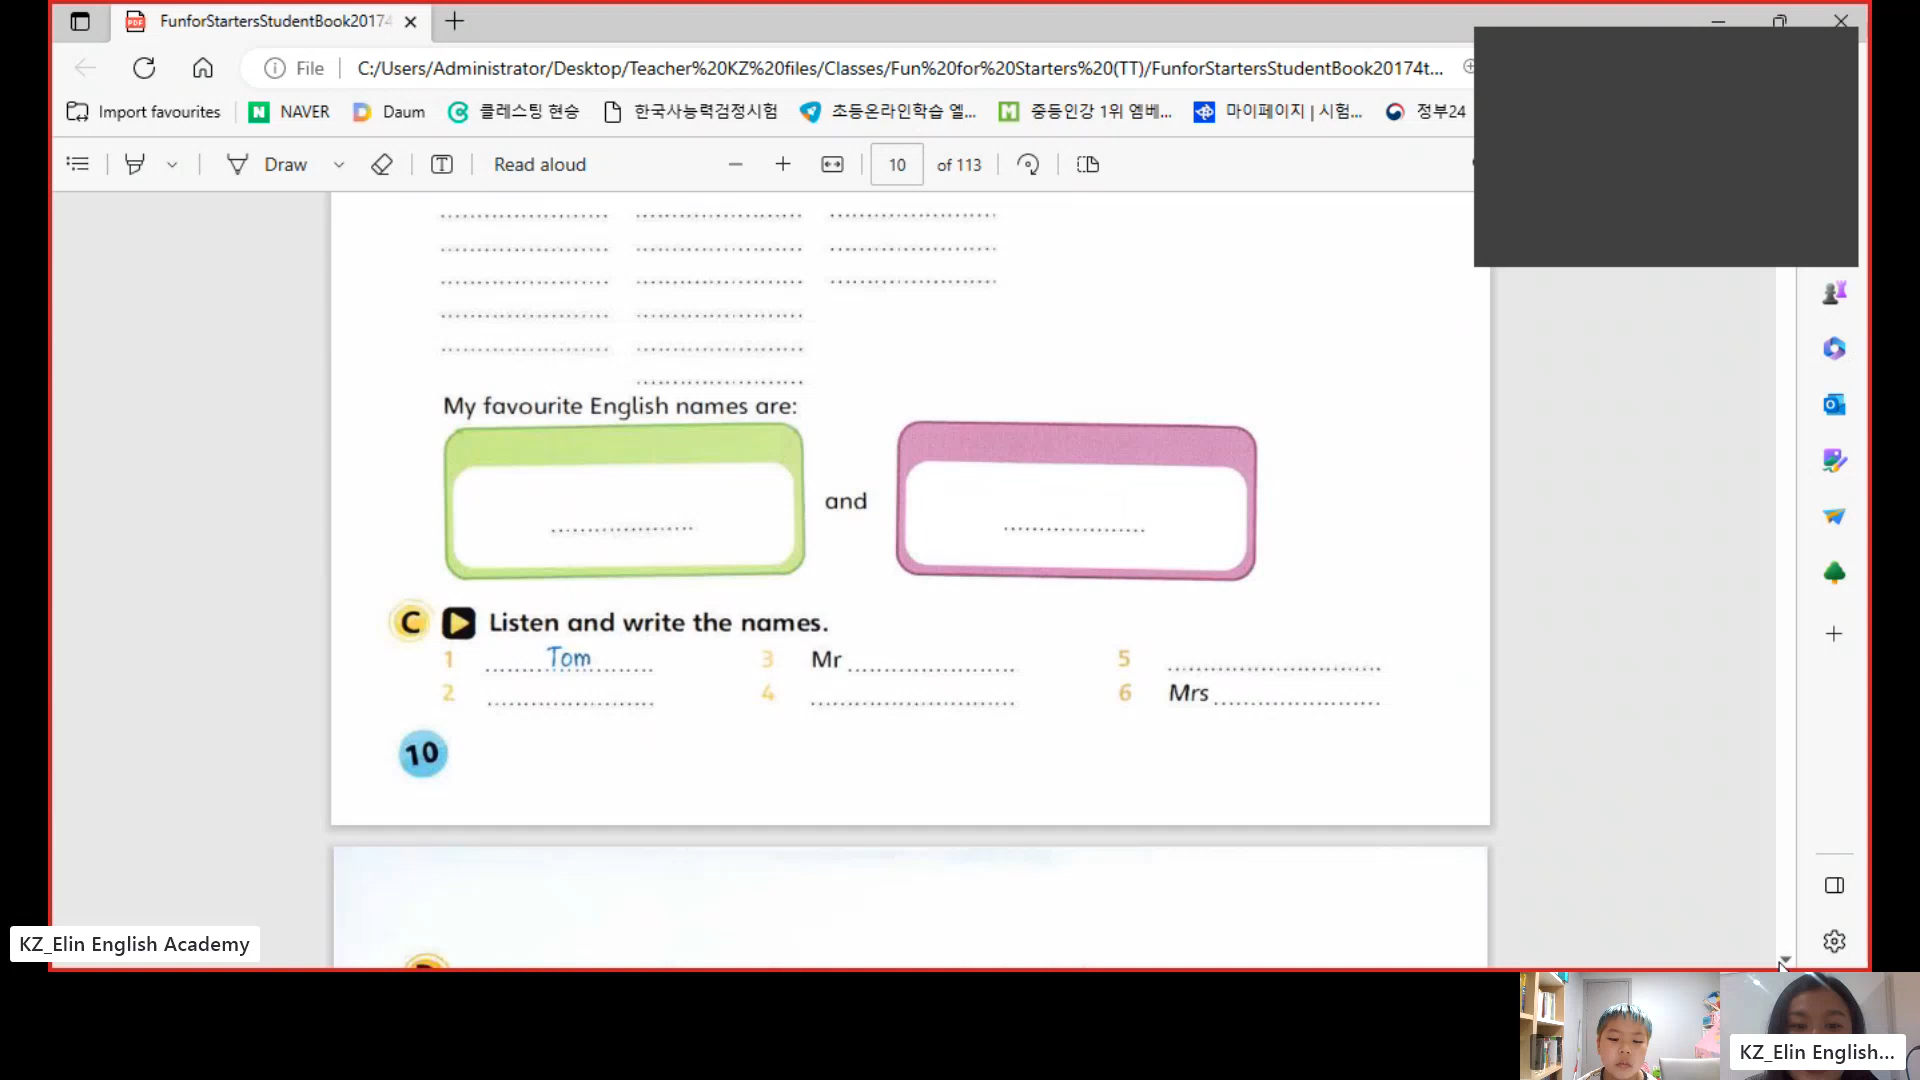 FunforStartersStudentBook20174
File C:/Users/Administrator/Desktop/Teacher%20KZ%20files/Classes/Fun%20for%20Starters%20(TT)/FunforStartersStudentBook20174t...
Import favourites NAVER Daum 클레스팅 현승 한국사능력검정시험 초등온라인학습 엘... 중등인강 1위 엠베... 마이페이지 | 시험... 정부24
Draw Read aloud 10 of 113
My favourite English names are:
and
C Listen and write the names.
1 Tom 3 Mr 5
2 4 6 Mrs
10
KZ_Elin English Academy
KZ_Elin English...